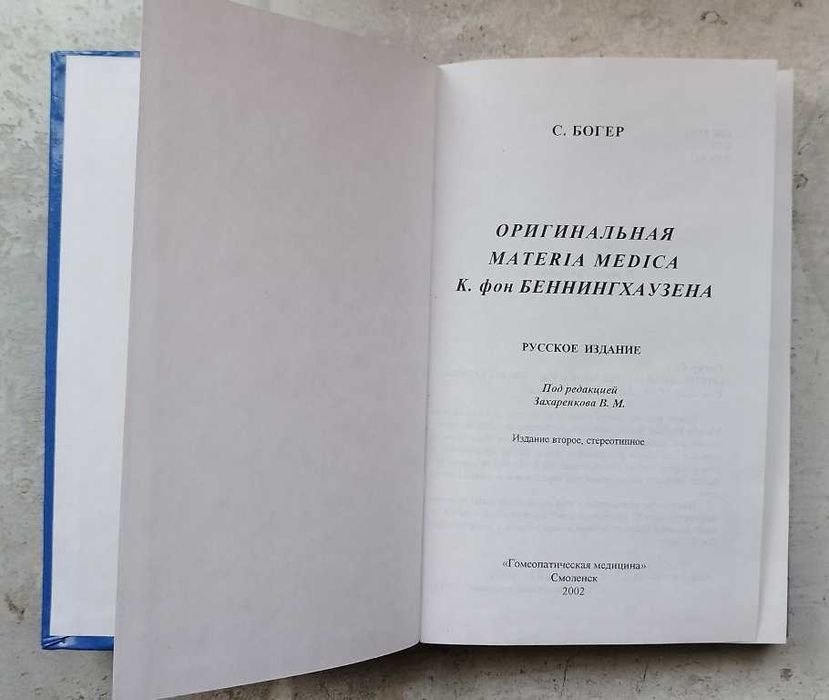 С. БОГЕР
ОРИГИНАЛЬНАЯ
MATERIA MEDICA
К. фон БЕННИНГХАУЗЕНА
РУССКОЕ ИЗДАНИЕ
Под редакцией
Захаренкова В. М.
Издание второе, стереотипное
«Гомеопатическая медицина»
Смоленск
2002